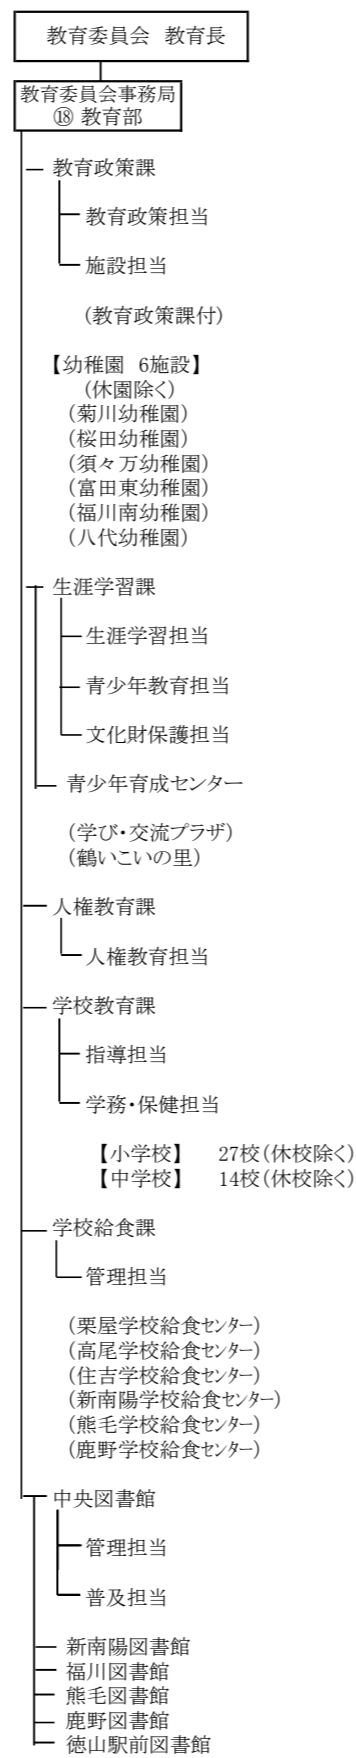 教育委員会　教育長
教育委員会事務局
⑱ 教育部
教育政策課
教育政策担当
施設担当
（教育政策課付）
【幼稚園　6施設】
（休園除く）
（菊川幼稚園）
（桜田幼稚園）
（須々万幼稚園）
（富田東幼稚園）
（福川南幼稚園）
（八代幼稚園）
生涯学習課
生涯学習担当
青少年教育担当
文化財保護担当
青少年育成センター
（学び・交流プラザ）
（鶴いこいの里）
人権教育課
人権教育担当
学校教育課
指導担当
学務・保健担当
【小学校】　27校（休校除く）
【中学校】　14校（休校除く）
学校給食課
管理担当
（栗屋学校給食センター）
（高尾学校給食センター）
（住吉学校給食センター）
（新南陽学校給食センター）
（熊毛学校給食センター）
（鹿野学校給食センター）
中央図書館
管理担当
普及担当
新南陽図書館
福川図書館
熊毛図書館
鹿野図書館
徳山駅前図書館